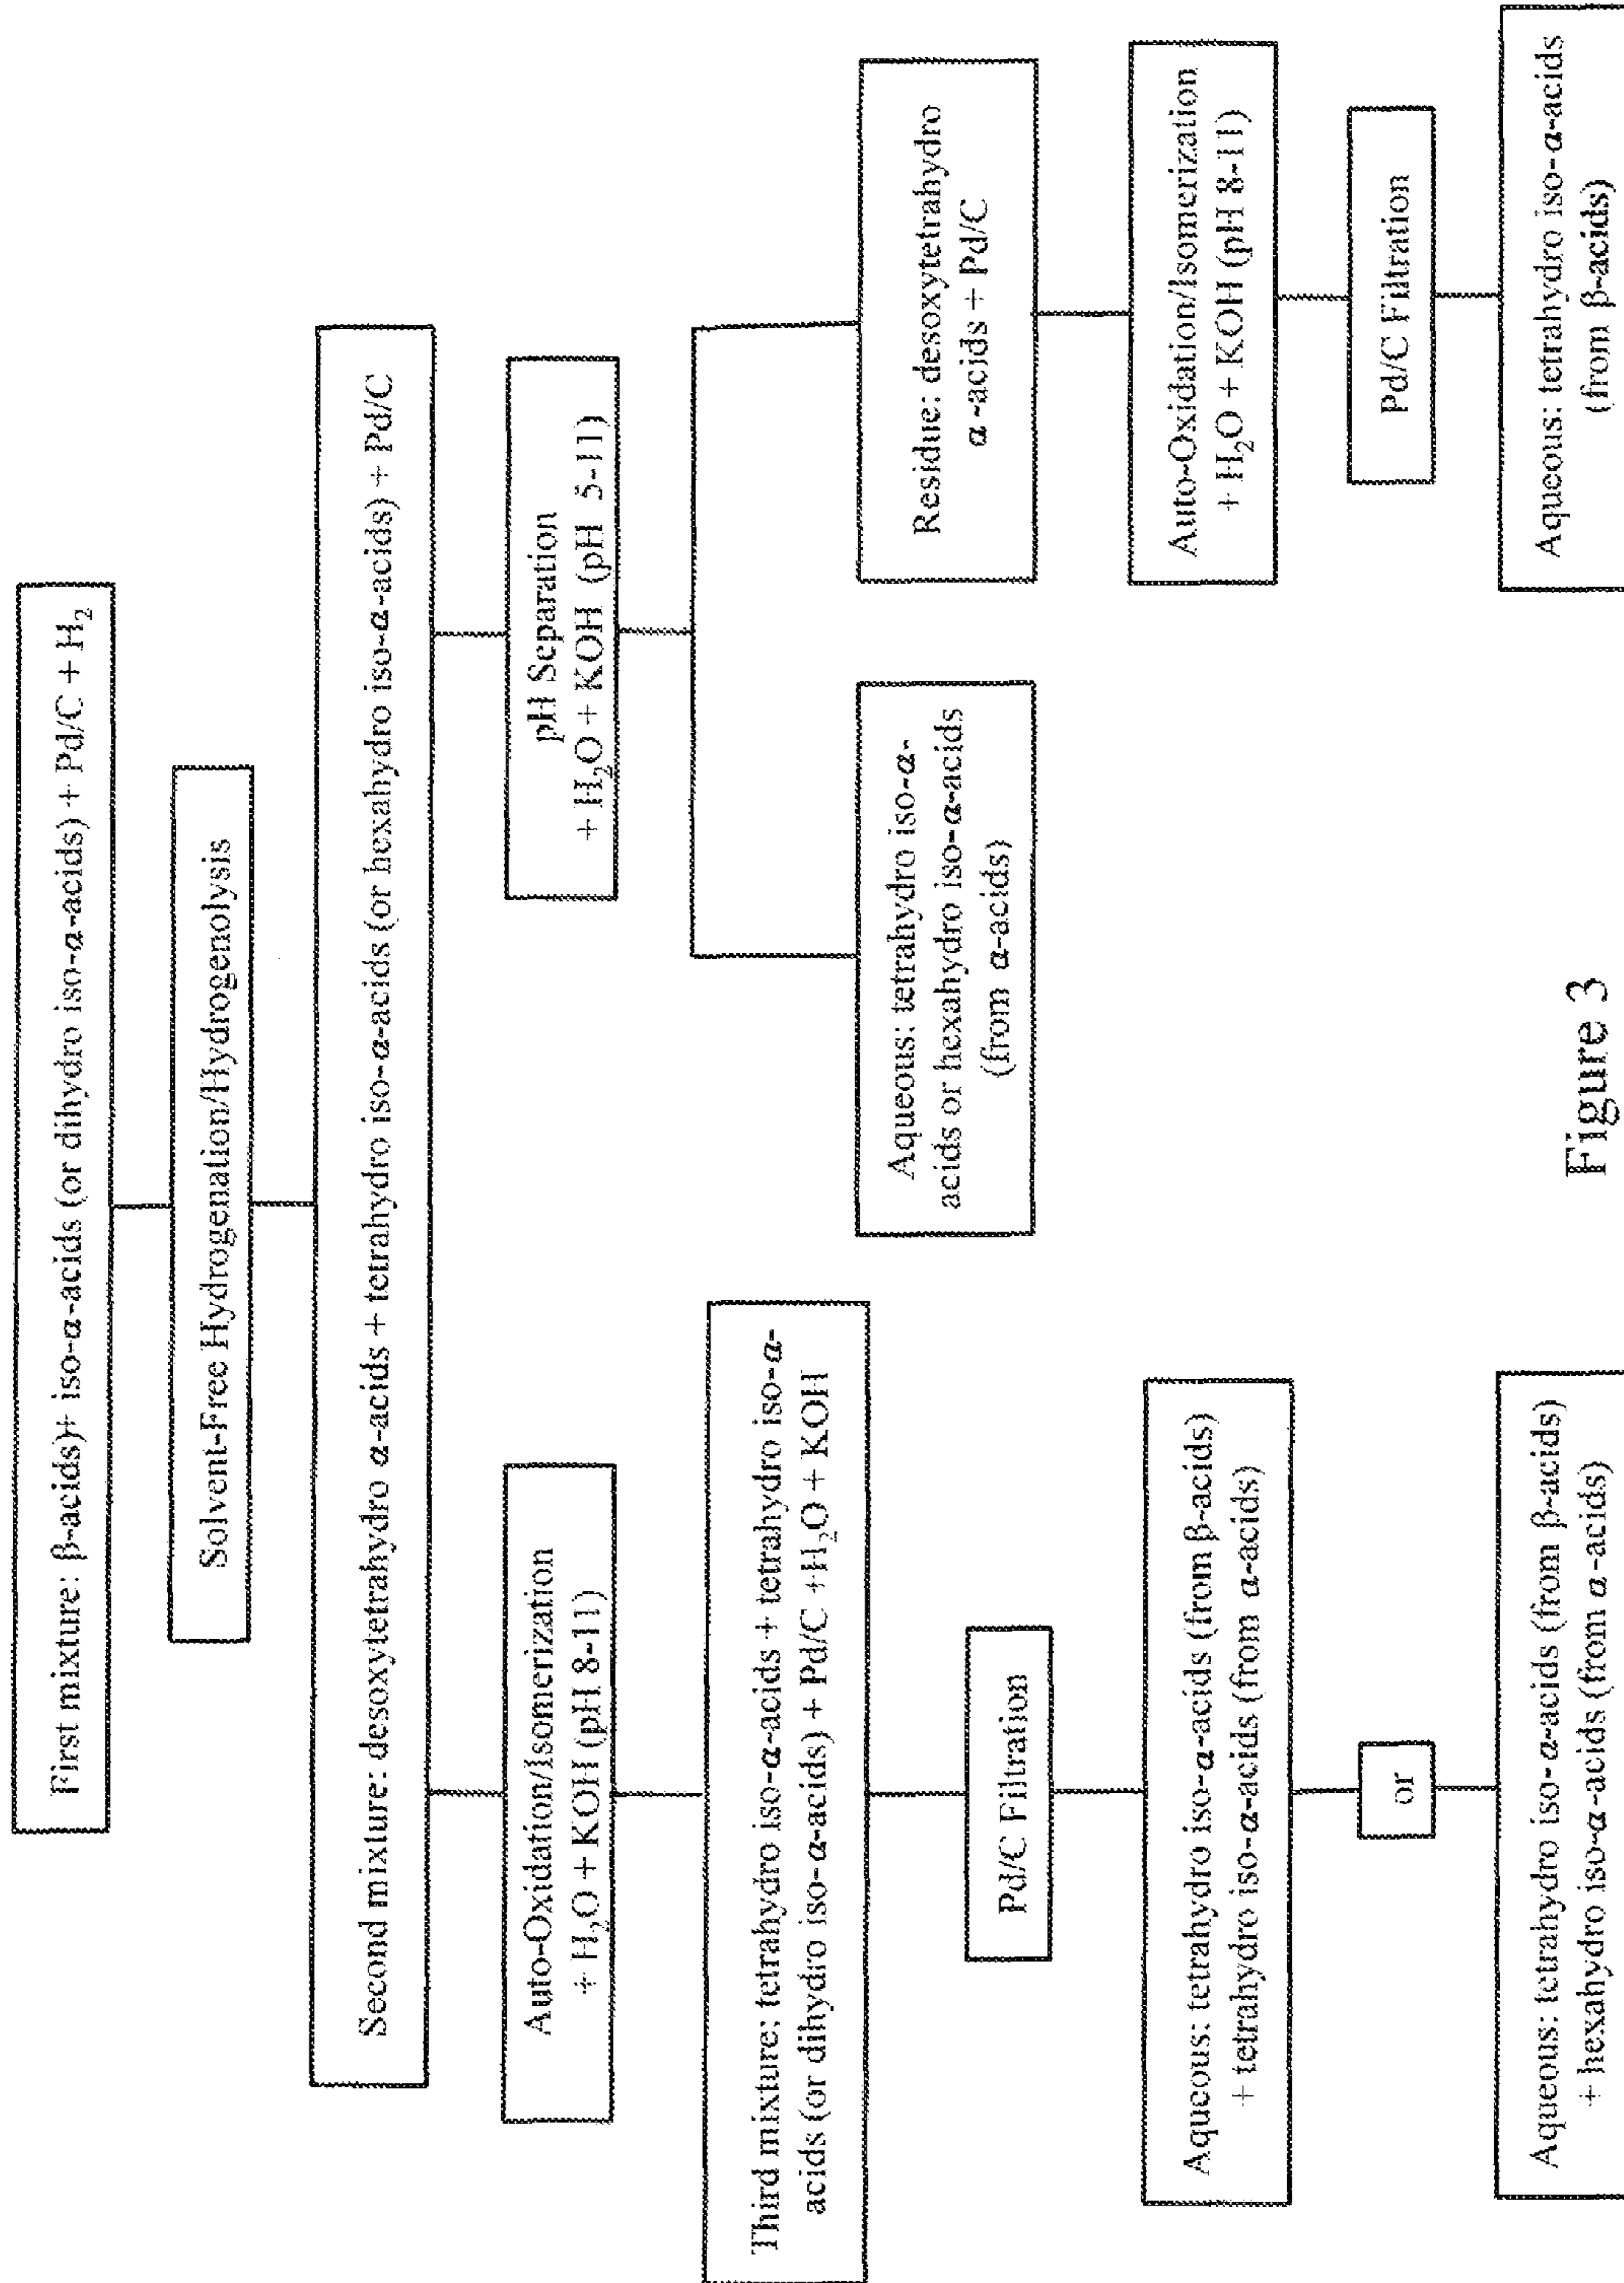 First mixture: β-acids)+ iso-α-acids (or dihydro iso-α-acids) + Pd/C + H₂
Solvent-Free Hydrogenation/Hydrogenolysis
Second mixture: desoxytetrahydro α-acids + tetrahydro iso-α-acids (or hexahydro iso-α-acids) + Pd/C
Auto-Oxidation/Isomerization
+ H₂O + KOH (pH 8-11)
Third mixture: tetrahydro iso-α-acids + tetrahydro iso-α-
acids (or dihydro iso-α-acids) + Pd/C +H₂O + KOH
Pd/C Filtration
Aqueous: tetrahydro iso-α-acids (from β-acids)
+ tetrahydro iso-α-acids (from α-acids)
or
Aqueous: tetrahydro iso-α-acids (from β-acids)
+ hexahydro iso-α-acids (from α-acids)
pH Separation
+ H₂O + KOH (pH 5-11)
Aqueous: tetrahydro iso-α-
acids or hexahydro iso-α-acids
(from α-acids)
Residue: desoxytetrahydro
α-acids + Pd/C
Auto-Oxidation/Isomerization
+ H₂O + KOH (pH 8-11)
Pd/C Filtration
Aqueous: tetrahydro iso-α-acids
(from β-acids)
Figure 3